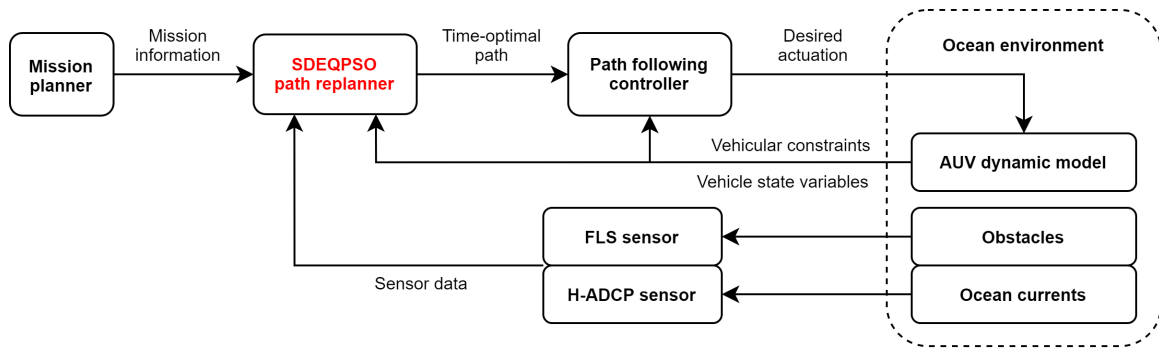 Mission
planner
Mission
information
SDEQPSO
path replanner
Time-optimal
path
Path following
controller
Desired
actuation
Ocean environment
Vehicular constraints
AUV dynamic model
Vehicle state variables
FLS sensor
Obstacles
Sensor data
H-ADCP sensor
Ocean currents